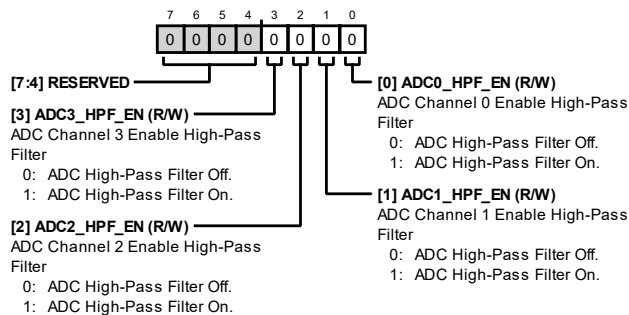 7 6 5 4 3 2 1 0
0 0 0 0 0 0 0 0
[7:4] RESERVED
[3] ADC3_HPF_EN (R/W)
ADC Channel 3 Enable High-Pass
Filter
0: ADC High-Pass Filter Off.
1: ADC High-Pass Filter On.
[2] ADC2_HPF_EN (R/W)
ADC Channel 2 Enable High-Pass
Filter
0: ADC High-Pass Filter Off.
1: ADC High-Pass Filter On.
[0] ADC0_HPF_EN (R/W)
ADC Channel 0 Enable High-Pass
Filter
0: ADC High-Pass Filter Off.
1: ADC High-Pass Filter On.
[1] ADC1_HPF_EN (R/W)
ADC Channel 1 Enable High-Pass
Filter
0: ADC High-Pass Filter Off.
1: ADC High-Pass Filter On.